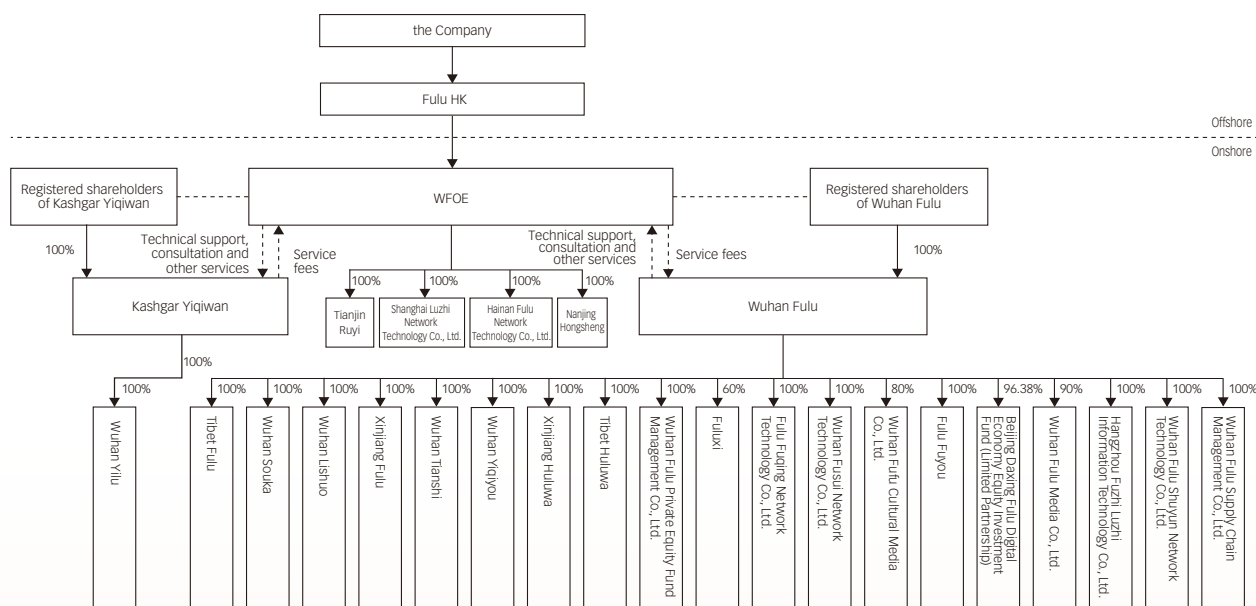 the Company
Fulu HK
Offshore
Onshore
Registered shareholders
of Kashgar Yiqiwan
WFOE
Registered shareholders
of Wuhan Fulu
100%
Technical support,
consultation and
other services
Service
fees
Technical support,
consultation and
other services
Service fees
100%
100%
100%
100%
100%
Kashgar Yiqiwan
Tianjin
Ruyi
Shanghai Luzhi
Network
Technology Co., Ltd.
Hainan Fulu
Network
Technology Co., Ltd.
Nanjing
Hongsheng
Wuhan Fulu
100%
100%
100%
100%
100%
100%
100%
100%
100%
100%
100%
60%
100%
100%
80%
100%
96.38%
90%
100%
100%
100%
Wuhan Yilu
Tibet Fulu
Wuhan Souka
Wuhan Lishuo
Xinjiang Fulu
Wuhan Tianshi
Wuhan Yiqiyou
Xinjiang Huluwa
Tibet Huluwa
Wuhan Fulu Private Equity Fund
Management Co., Ltd.
Fuluxi
Fulu Fuqing Network
Technology Co., Ltd.
Wuhan Fusui Network
Technology Co., Ltd.
Wuhan Fufu Cultural Media
Co., Ltd.
Fulu Fuyou
Beijing Daxing Fulu Digital
Economy Equity Investment
Fund (Limited Partnership)
Wuhan Fulu Media Co., Ltd.
Hangzhou Fuzhi Luzhi
Information Technology Co., Ltd.
Wuhan Fulu Shuyun Network
Technology Co., Ltd.
Wuhan Fulu Supply Chain
Management Co., Ltd.